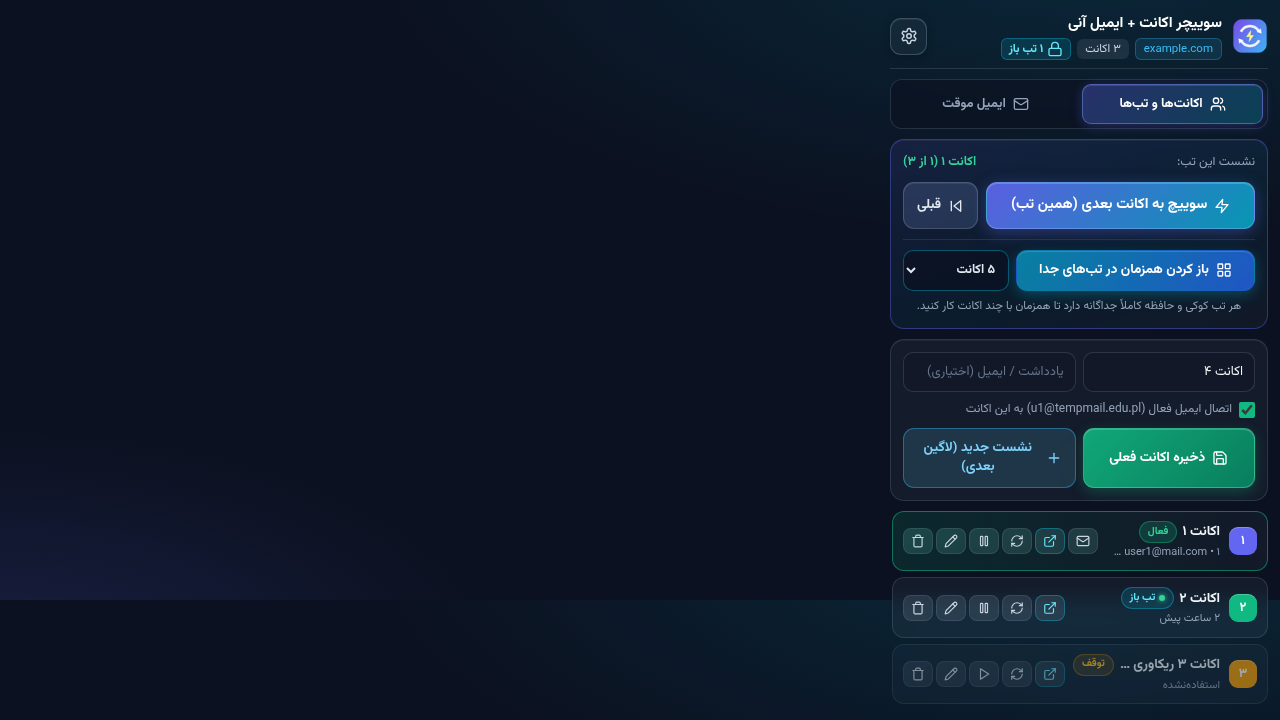 سوییچر اکانت + ایمیل آنی
example.com
۳ اکانت
۱ تب باز
اکانت‌ها و تب‌ها
ایمیل موقت
نشست این تب:
اکانت ۱ (۱ از ۳)
سوییچ به اکانت بعدی (همین تب)
قبلی
باز کردن همزمان در تب‌های جدا
۵ اکانت
هر تب کوکی و حافظه کاملاً جداگانه دارد تا همزمان با چند اکانت کار کنید.
اکانت ۴
یادداشت / ایمیل (اختیاری)
اتصال ایمیل فعال (u1@tempmail.edu.pl) به این اکانت
ذخیره اکانت فعلی
نشست جدید (لاگین
بعدی)
۱
اکانت ۱
فعال
۱ • user1@mail.com ...
۲
اکانت ۲
تب باز
۲ ساعت پیش
۳
اکانت ۳ ریکاوری ...
توقف
استفاده‌نشده